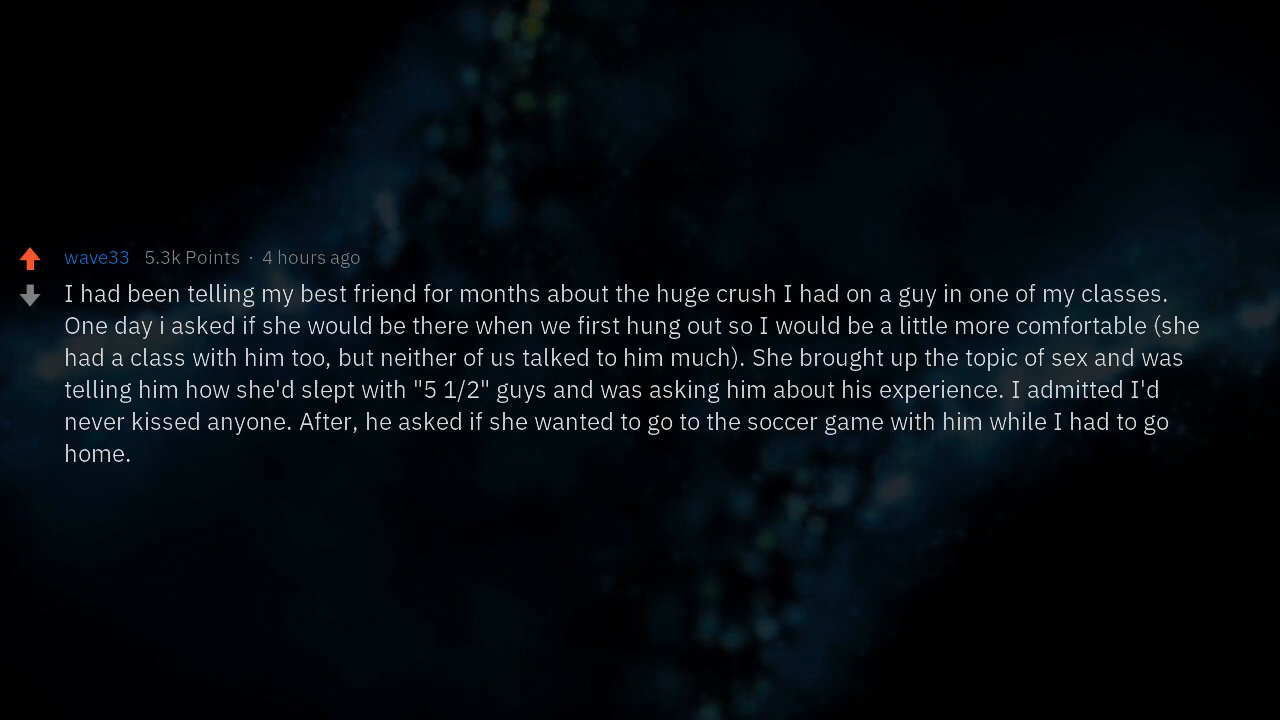 wave33 5.3k Points · 4 hours ago
I had been telling my best friend for months about the huge crush I had on a guy in one of my classes.
One day i asked if she would be there when we first hung out so I would be a little more comfortable (she
had a class with him too, but neither of us talked to him much). She brought up the topic of sex and was
telling him how she'd slept with "5 1/2" guys and was asking him about his experience. I admitted I'd
never kissed anyone. After, he asked if she wanted to go to the soccer game with him while I had to go
home.